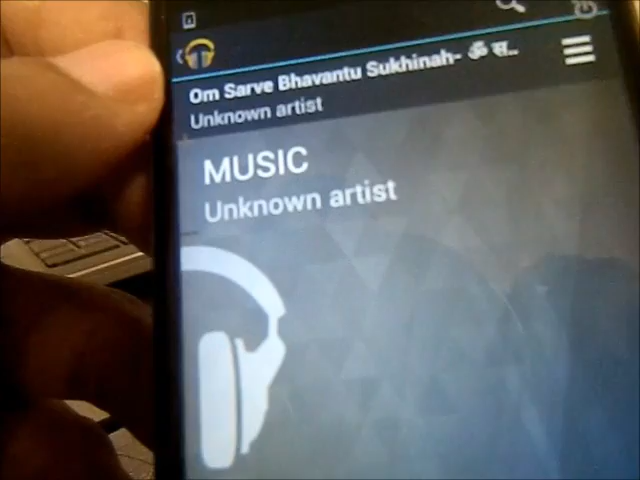 Om Sarve Bhavantu Sukhinah- ॐ स...
Unknown artist
MUSIC
Unknown artist